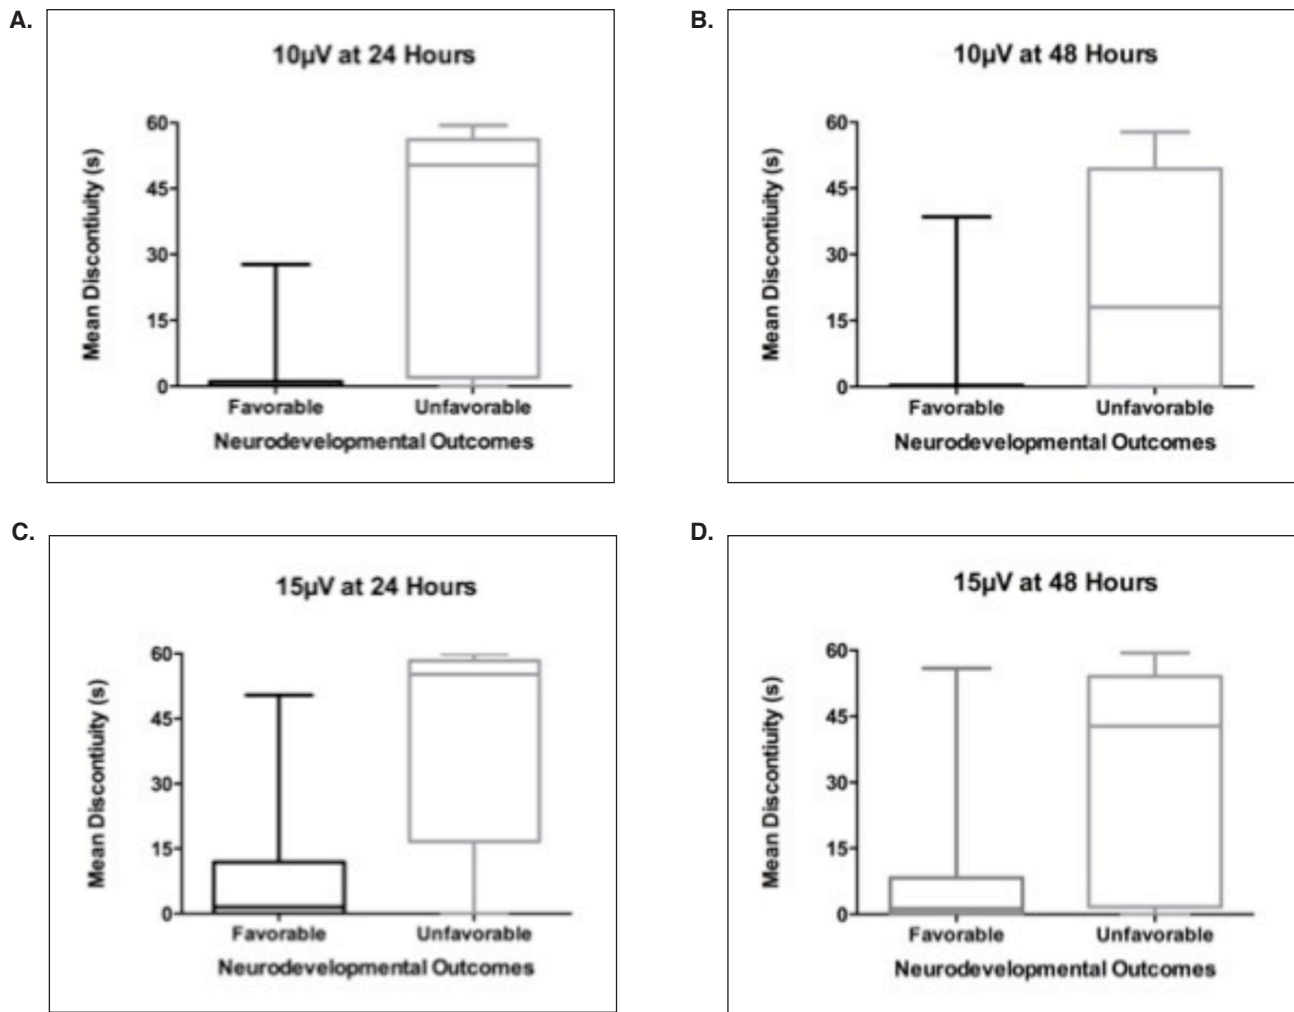 A.
10µV at 24 Hours
Mean Discontiuity (s)
60
45
30
15
0
Favorable Unfavorable
Neurodevelopmental Outcomes
B.
10µV at 48 Hours
Mean Discontiuity (s)
60
45
30
15
0
Favorable Unfavorable
Neurodevelopmental Outcomes
C.
15µV at 24 Hours
Mean Discontiuity (s)
60
45
30
15
0
Favorable Unfavorable
Neurodevelopmental Outcomes
D.
15µV at 48 Hours
Mean Discontiuity (s)
60
45
30
15
0
Favorable Unfavorable
Neurodevelopmental Outcomes